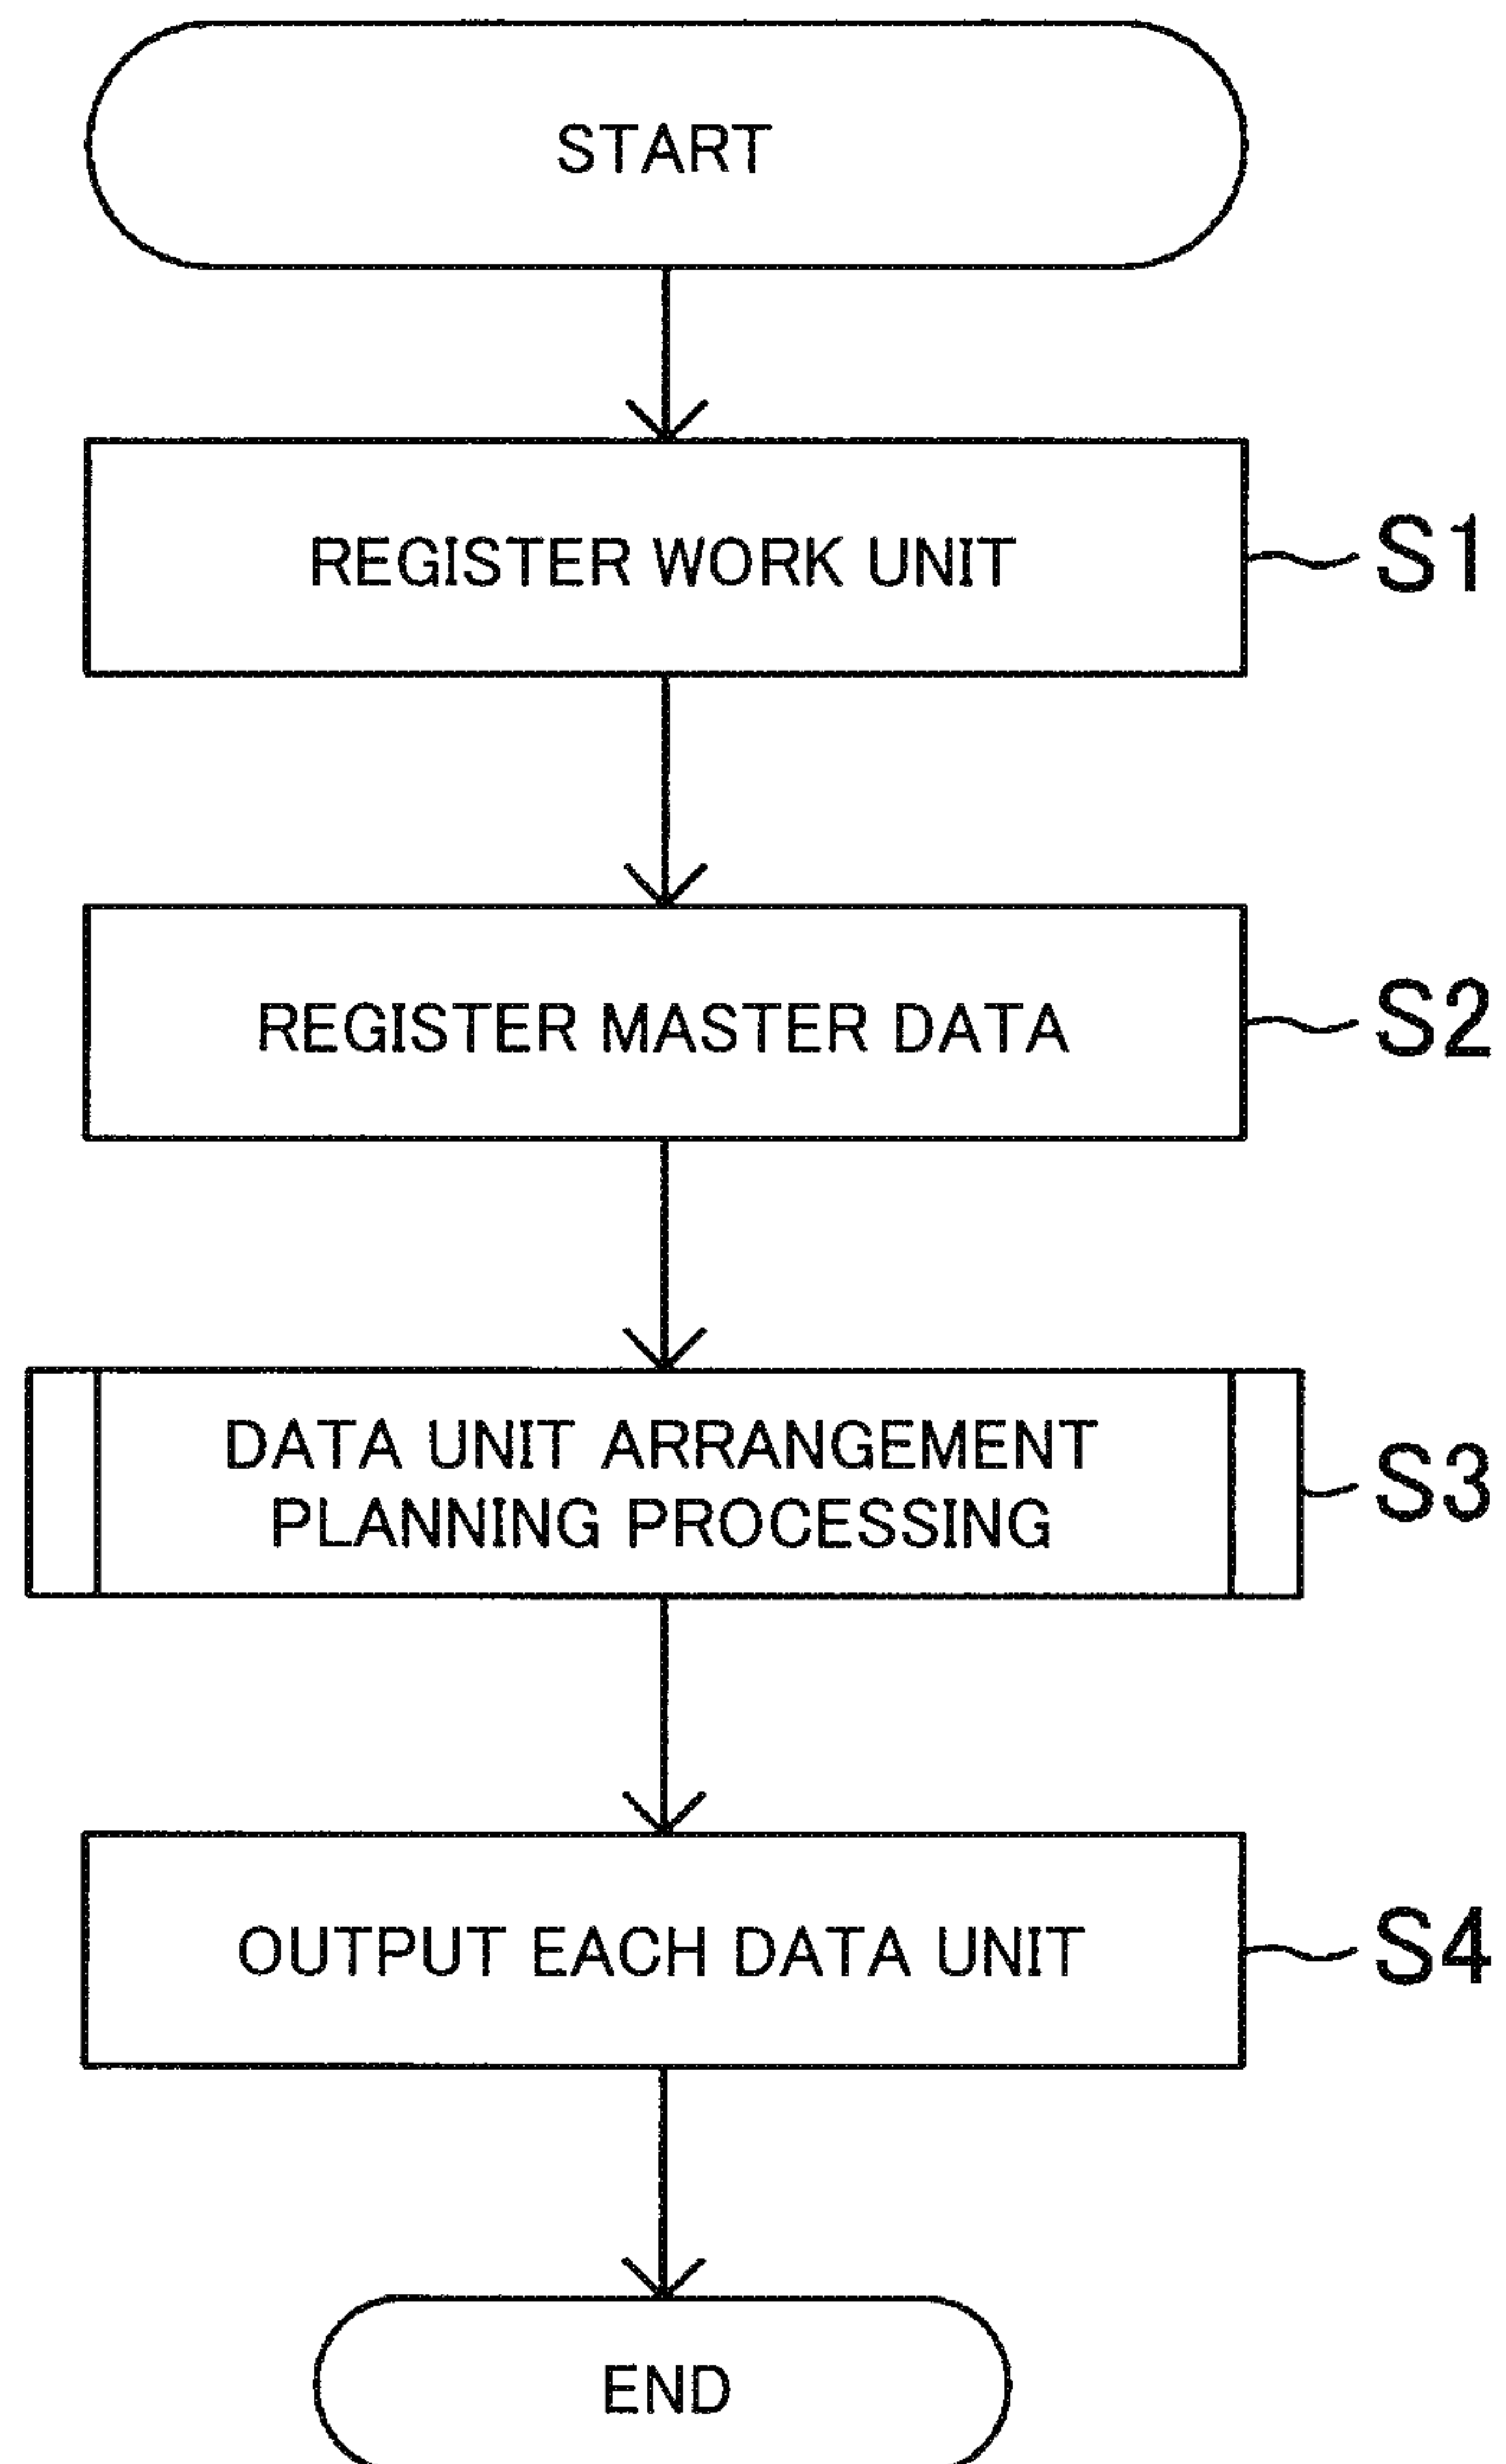 START
REGISTER WORK UNIT
S1
REGISTER MASTER DATA
S2
DATA UNIT ARRANGEMENT
PLANNING PROCESSING
S3
OUTPUT EACH DATA UNIT
S4
END